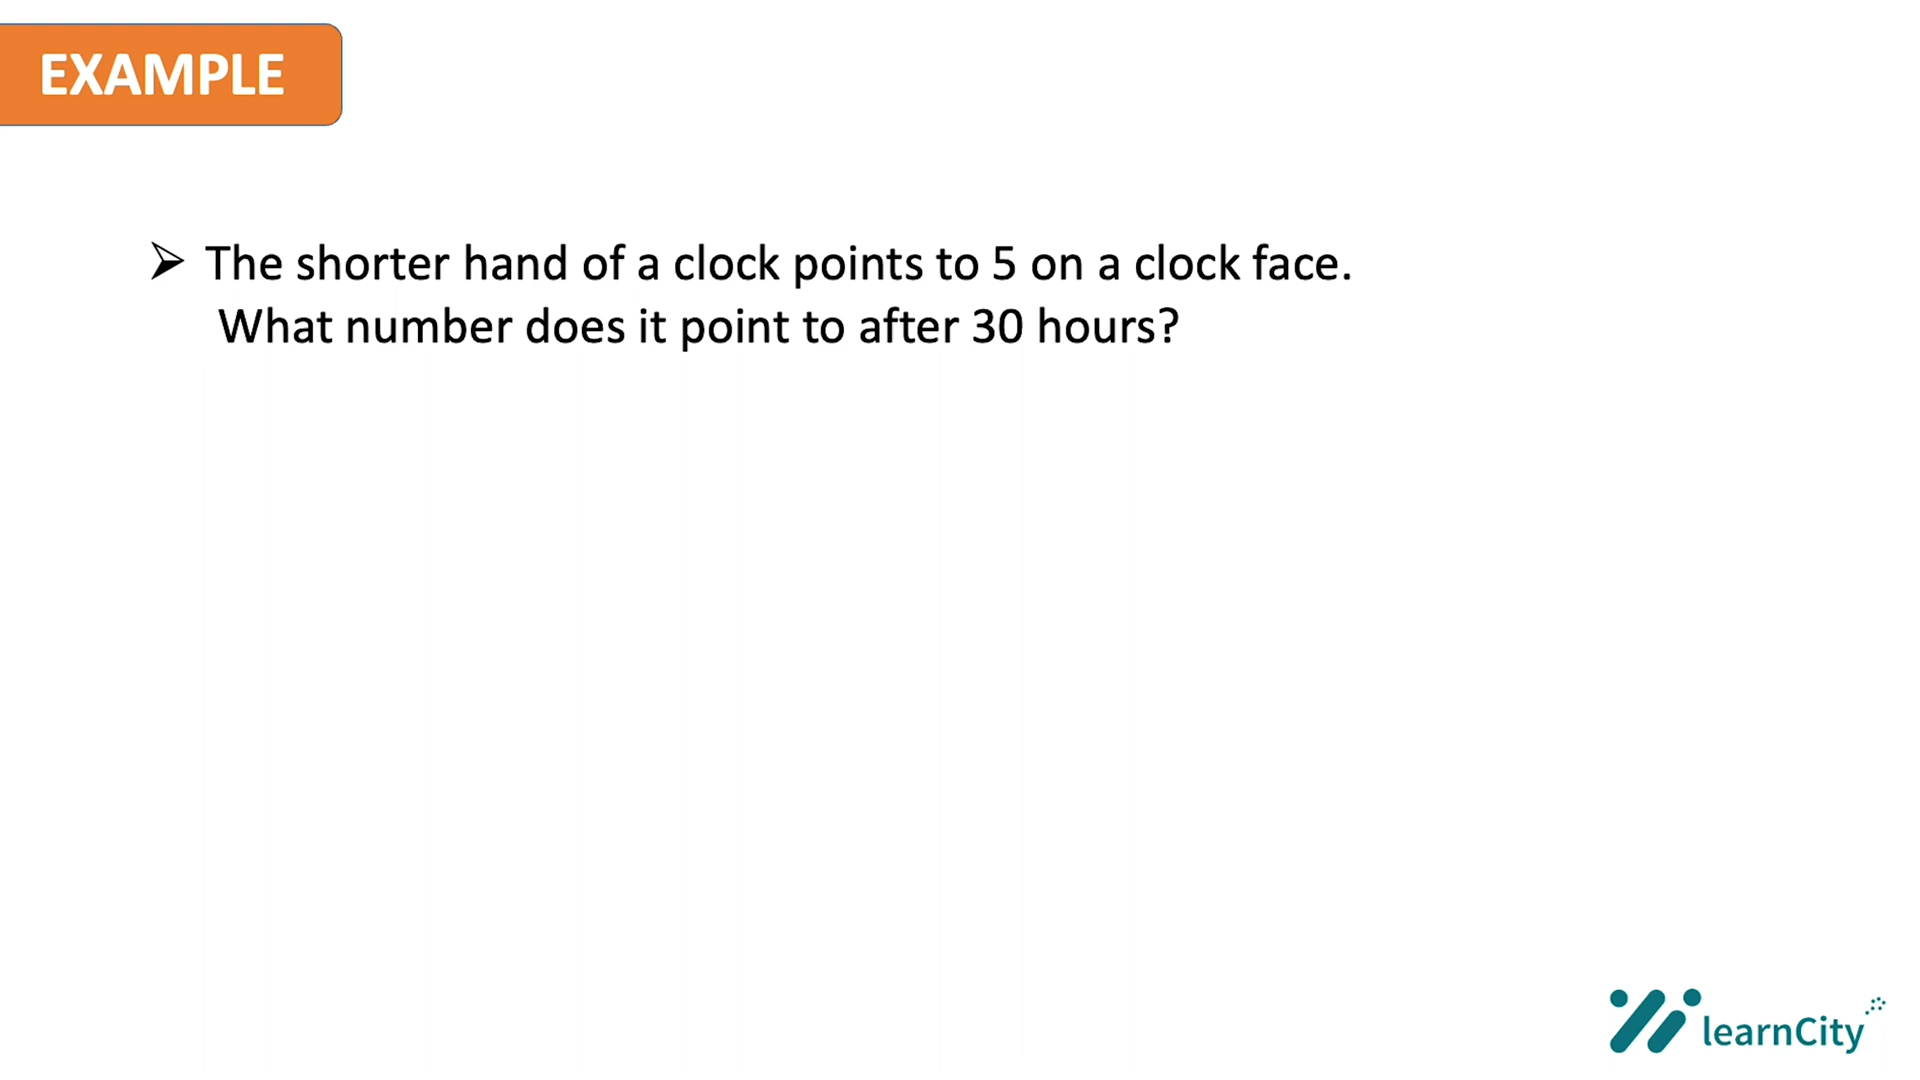 EXAMPLE
➢ The shorter hand of a clock points to 5 on a clock face.
What number does it point to after 30 hours?
learnCity